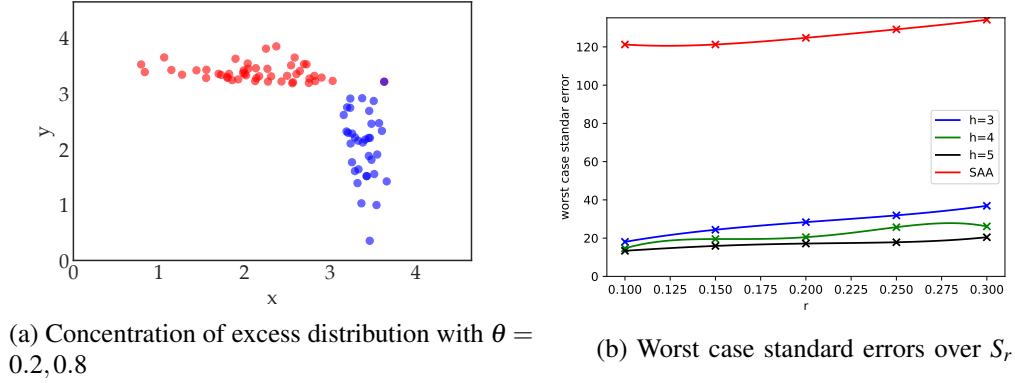 4
3
2
1
0
y
0
1
2
3
4
x
(a) Concentration of excess distribution with θ =
0.2,0.8
120
100
80
60
40
20
0
worst case standar error
h=3
h=4
h=5
SAA
0.100 0.125 0.150 0.175 0.200 0.225 0.250 0.275 0.300
r
(b) Worst case standard errors over S_r